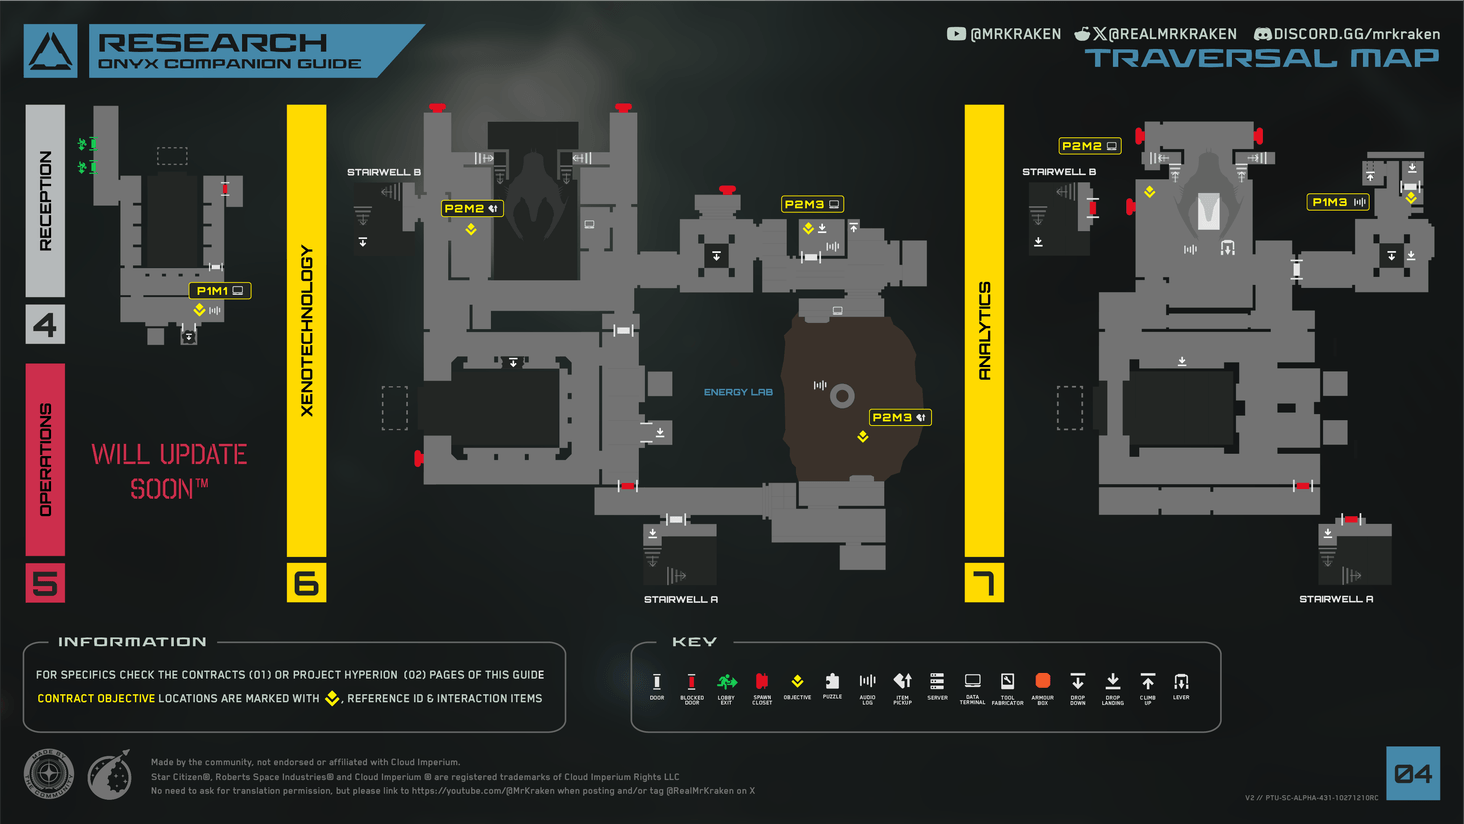 RESEARCH
ONYX COMPANION GUIDE
@MRKRAKEN
X@REALMRKRAKEN
DISCORD.GG/mrkraken
TRAVERSAL MAP
RECEPTION
4
P1M1
OPERATIONS
5
WILL UPDATE
SOON™
XENOTECHNOLOGY
6
STAIRWELL B
P2M2
P2M3
ENERGY LAB
P2M3
STAIRWELL A
ANALYTICS
7
P2M2
STAIRWELL B
P1M3
STAIRWELL A
INFORMATION
FOR SPECIFICS CHECK THE CONTRACTS (01) OR PROJECT HYPERION (02) PAGES OF THIS GUIDE
CONTRACT OBJECTIVE LOCATIONS ARE MARKED WITH , REFERENCE ID & INTERACTION ITEMS
KEY
DOOR
BLOCKED DOOR
LOBBY EXIT
SPAWN CLOSET
OBJECTIVE
PUZZLE
AUDIO LOG
ITEM PICKUP
SERVER
DATA TERMINAL
TOOL FABRICATOR
ARMOUR BOX
DROP DOWN
DROP LANDING
CLIMB UP
LEVER
MADE BY
THE COMMUNITY
Made by the community, not endorsed or affiliated with Cloud Imperium.
Star Citizen®, Roberts Space Industries® and Cloud Imperium ® are registered trademarks of Cloud Imperium Rights LLC
No need to ask for translation permission, but please link to https://youtube.com/@MrKraken when posting and/or tag @RealMrKraken on X
V2 // PTU-SC-ALPHA-431-10271210RC
04